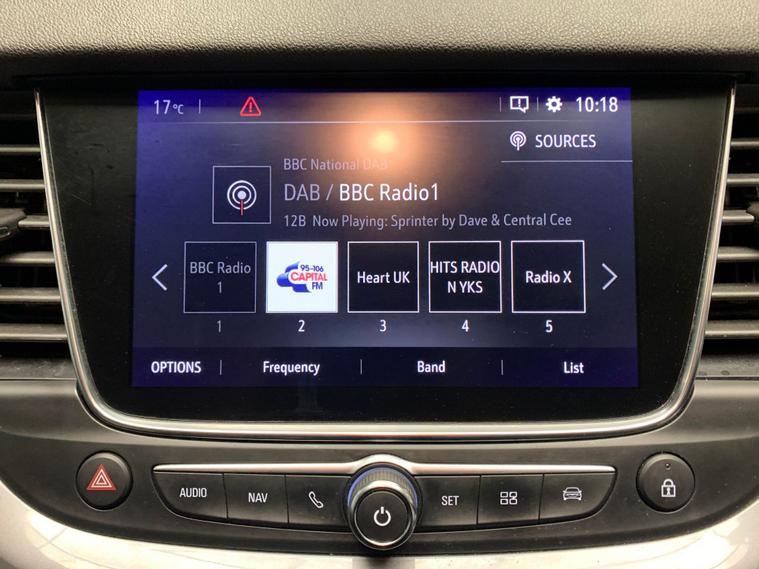 17 °C
10:18
SOURCES
BBC National DAB
DAB / BBC Radio1
12B Now Playing: Sprinter by Dave & Central Cee
BBC Radio
1
95-106
CAPITAL
FM
Heart UK
HITS RADIO
N YKS
Radio X
1 2 3 4 5
OPTIONS Frequency Band List
AUDIO NAV SET